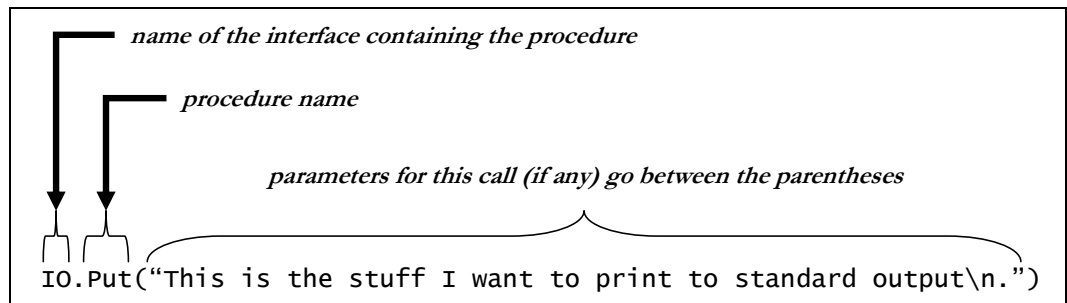 name of the interface containing the procedure
procedure name
parameters for this call (if any) go between the parentheses
IO.Put(“This is the stuff I want to print to standard output\n.”)